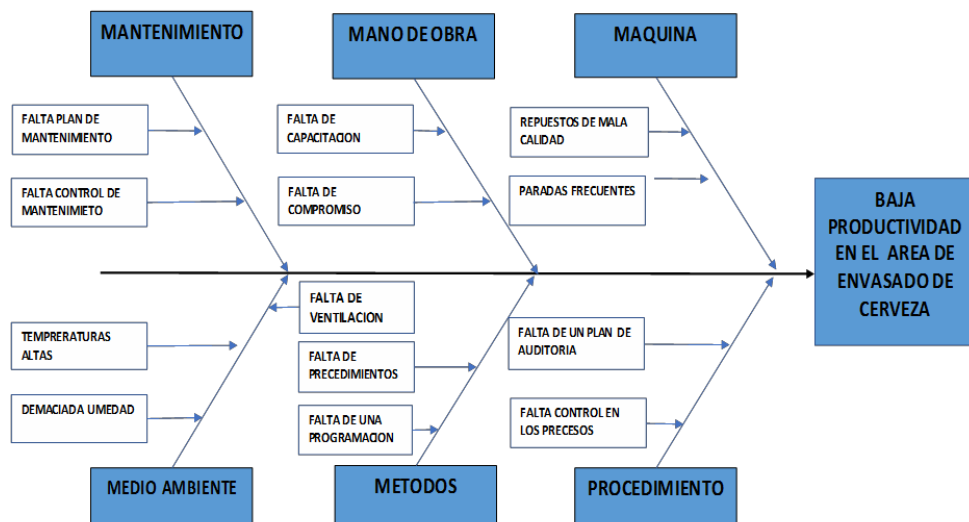 MANTENIMIENTO
MANO DE OBRA
MAQUINA
FALTA PLAN DE
MANTENIMIENTO
FALTA CONTROL DE
MANTENIMIETO
FALTA DE
CAPACITACION
FALTA DE
COMPROMISO
REPUESTOS DE MALA
CALIDAD
PARADAS FRECUENTES
BAJA
PRODUCTIVIDAD
EN EL AREA DE
ENVASADO DE
CERVEZA
FALTA DE
VENTILACION
TEMPRERATURAS
ALTAS
DEMACIADA UMEDAD
FALTA DE
PRECEDIMIENTOS
FALTA DE UNA
PROGRAMACION
FALTA DE UN PLAN DE
AUDITORIA
FALTA CONTROL EN
LOS PRECESOS
MEDIO AMBIENTE
METODOS
PROCEDIMIENTO